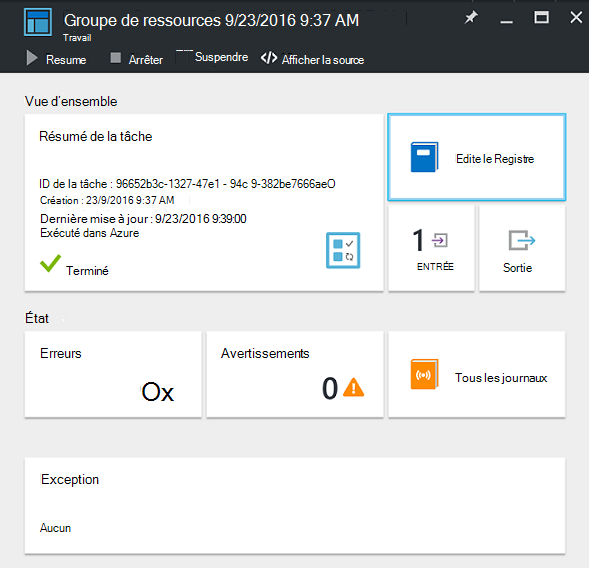 Groupe de ressources 9/23/2016 9:37 AM
Travail
Resume Arrêter Suspendre Afficher la source
Vue d'ensemble
Résumé de la tâche
ID de la tâche : 96652b3c-1327-47e1 - 94c 9-382be7666aeO
Création : 23/9/2016 9:37 AM
Dernière mise à jour : 9/23/2016 9:39:00
Exécuté dans Azure
Terminé
Edite le Registre
1
ENTRÉE
Sortie
État
Erreurs
Ox
Avertissements
0
Tous les journaux
Exception
Aucun